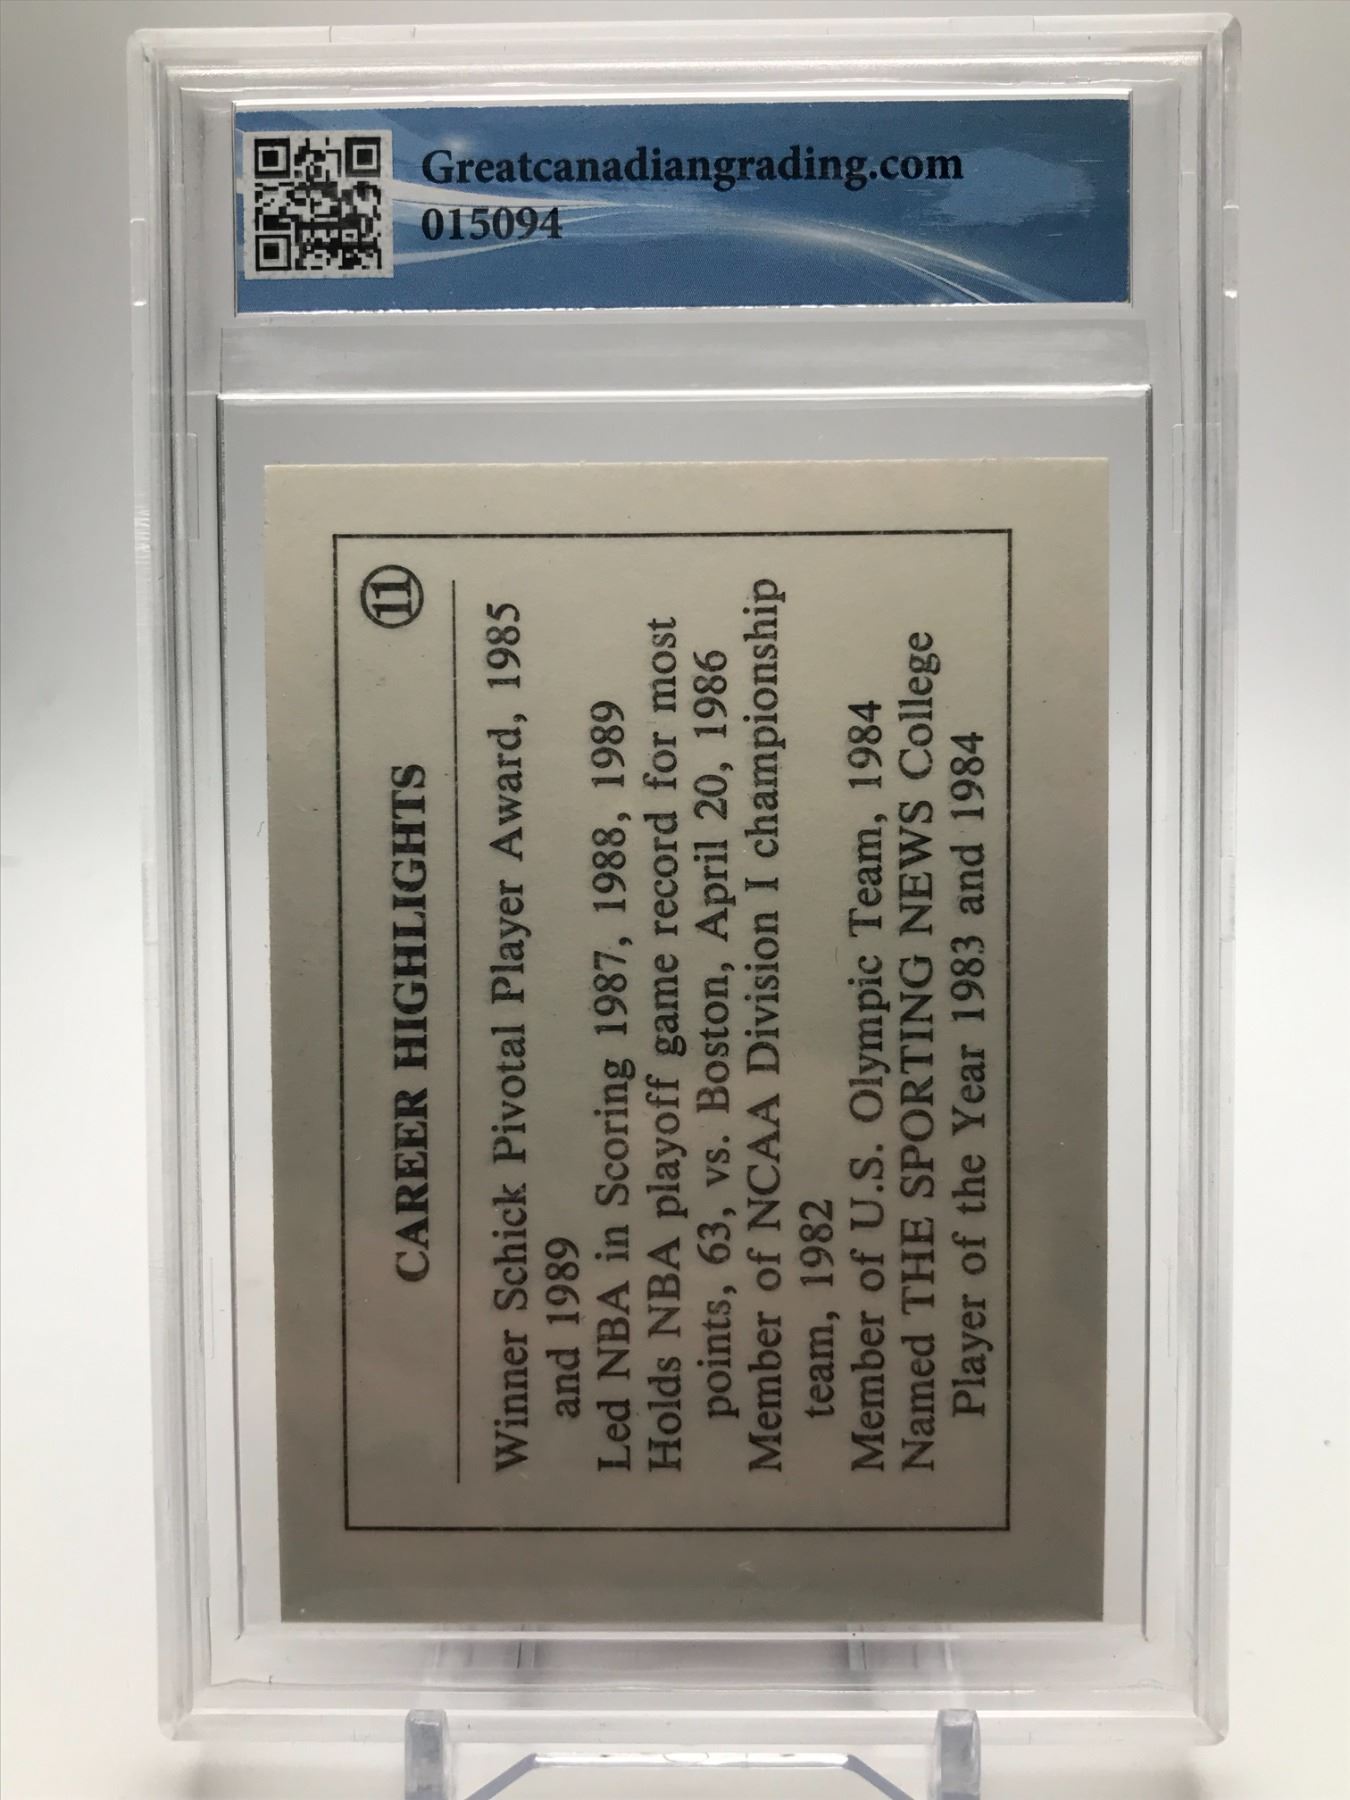 Greatcanadiangrading.com
015094
CAREER HIGHLIGHTS 11
Winner Schick Pivotal Player Award, 1985
and 1989
Led NBA in Scoring 1987, 1988, 1989
Holds NBA playoff game record for most
points, 63, vs. Boston, April 20, 1986
Member of NCAA Division I championship
team, 1982
Member of U.S. Olympic Team, 1984
Named THE SPORTING NEWS College
Player of the Year 1983 and 1984